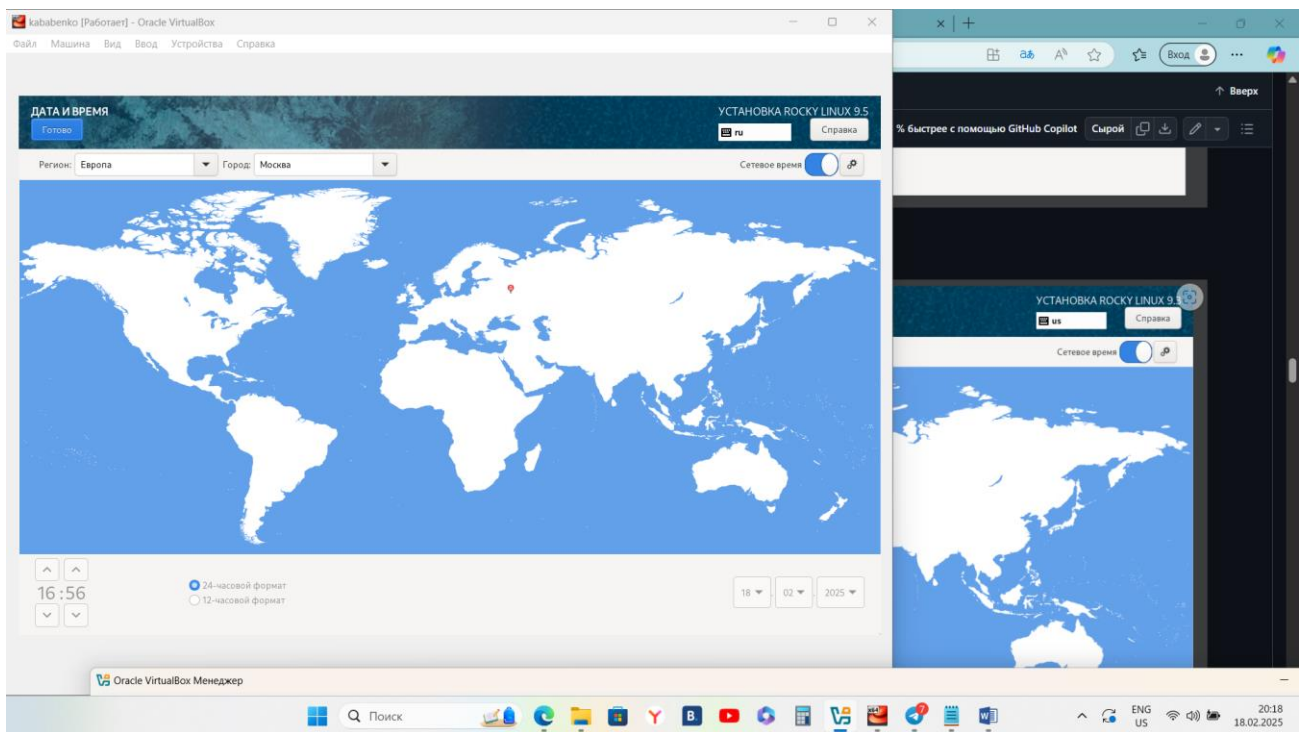 kababenko [Работает] - Oracle VirtualBox
Файл Машина Вид Ввод Устройства Справка
ДАТА И ВРЕМЯ
Готово
УСТАНОВКА ROCKY LINUX 9.5
ru
Справка
Регион: Европа
Город: Москва
Сетевое время
16:56
24-часовой формат
12-часовой формат
18 . 02 . 2025
Вход
Вверх
% быстрее с помощью GitHub Copilot
Сырой
УСТАНОВКА ROCKY LINUX 9.
us
Справка
Сетевое время
Oracle VirtualBox Менеджер
Поиск
ENG
US
20:18
18.02.2025